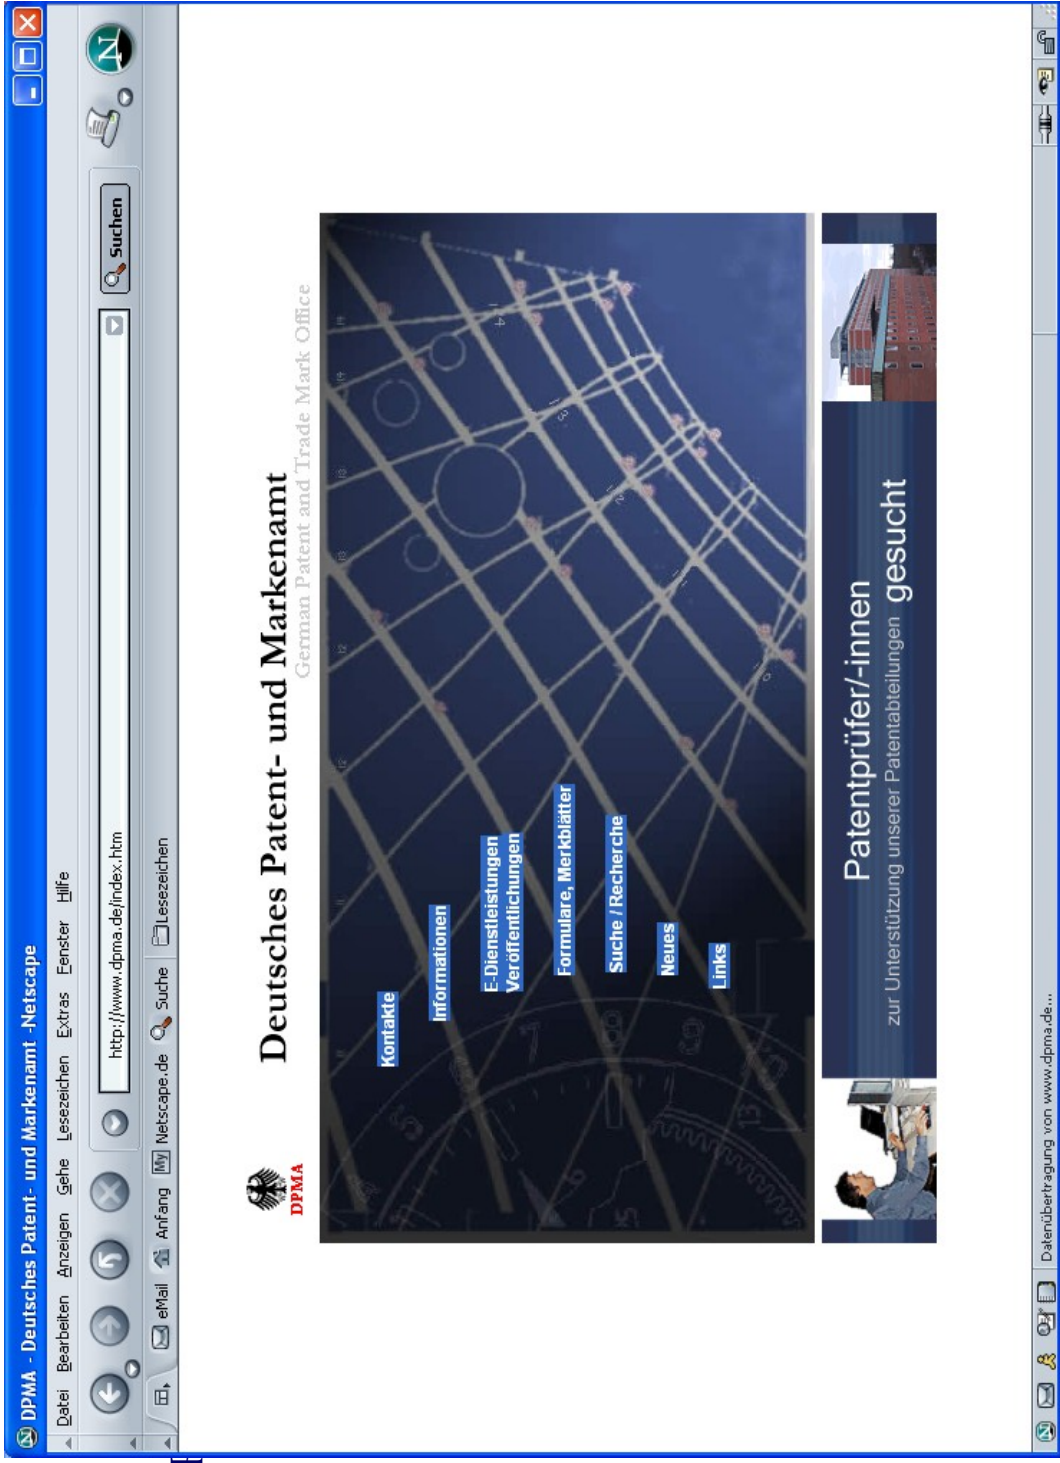 DPMA - Deutsches Patent- und Markenamt -Netscape
Datei Bearbeiten Anzeigen Gehe Lesezeichen Extras Fenster Hilfe
http://www.dpma.de/index.htm
Suchen
eMail Anfang My Netscape.de Suche Lesezeichen
DPMA
Deutsches Patent- und Markenamt
German Patent and Trade Mark Office
Kontakte
Informationen
E-Dienstleistungen
Veröffentlichungen
Formulare, Merkblätter
Suche / Recherche
Neues
Links
Patentprüfer/-innen
zur Unterstützung unserer Patentabteilungen gesucht
Datenübertragung von www.dpma.de...